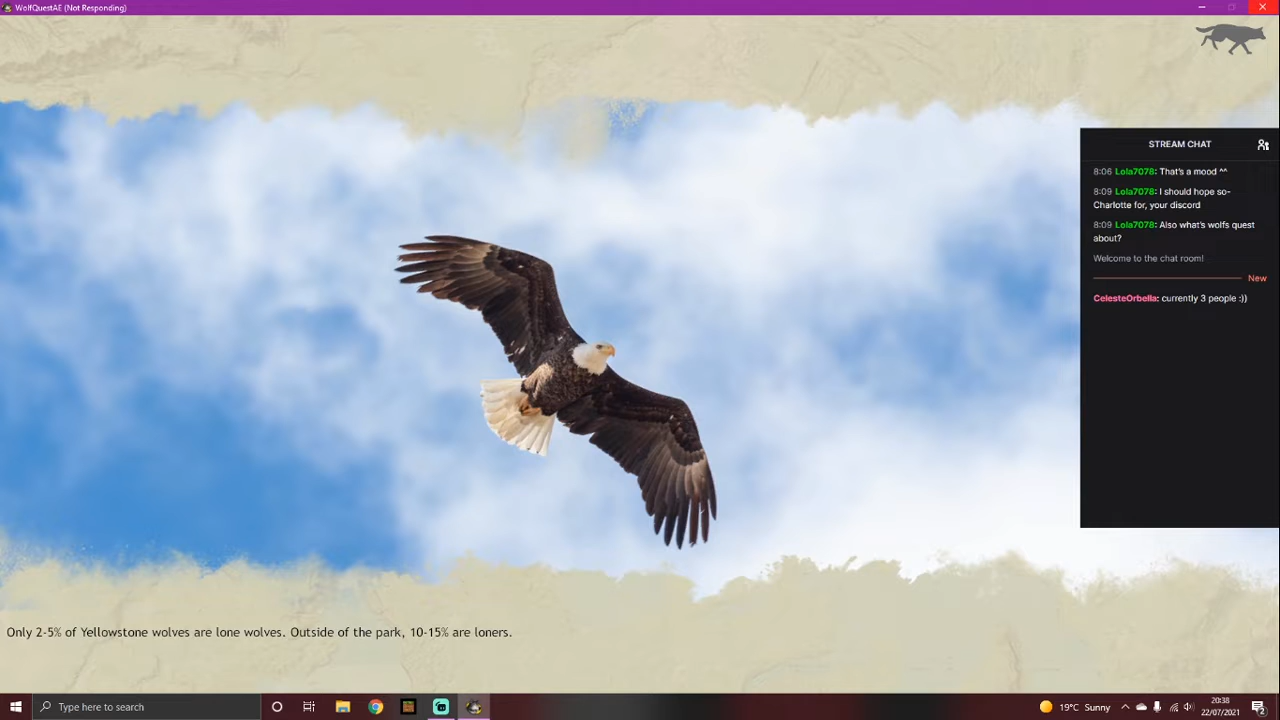 WolfQuestAE (Not Responding)
STREAM CHAT
8:06 Lola7078: That's a mood ^^
8:09 Lola7078: I should hope so-
Charlotte for, your discord
8:09 Lola7078: Also what's wolfs quest
about?
Welcome to the chat room!
New
CelesteOrbella: currently 3 people :))
Only 2-5% of Yellowstone wolves are lone wolves. Outside of the park, 10-15% are loners.
Type here to search
19°C Sunny
20:38
22/07/2021
2